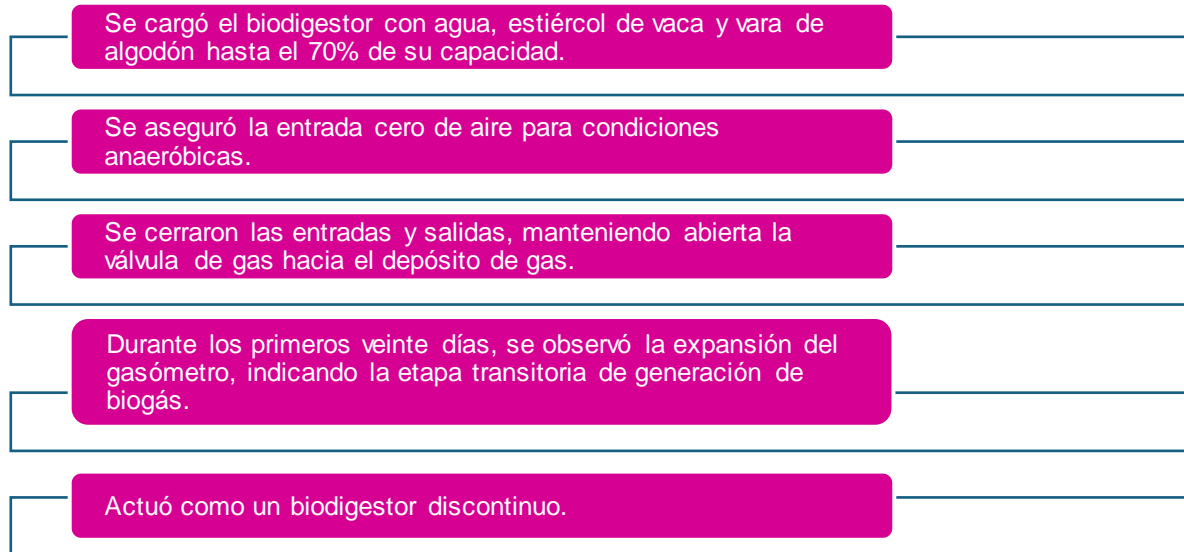 Se cargó el biodigestor con agua, estiércol de vaca y vara de
algodón hasta el 70% de su capacidad.
Se aseguró la entrada cero de aire para condiciones
anaeróbicas.
Se cerraron las entradas y salidas, manteniendo abierta la
válvula de gas hacia el depósito de gas.
Durante los primeros veinte días, se observó la expansión del
gasómetro, indicando la etapa transitoria de generación de
biogás.
Actuó como un biodigestor discontinuo.